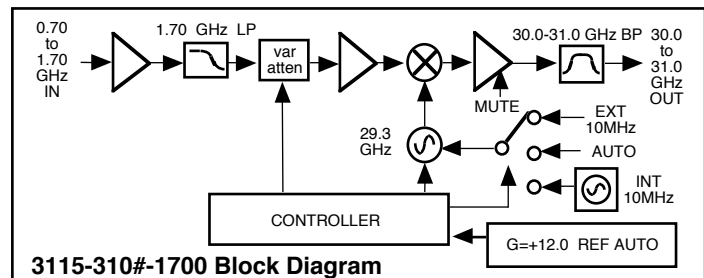 0.70
to
1.70
GHz
IN
1.70 GHz LP
var
atten
30.0-31.0 GHz BP
30.0
to
31.0
GHz
OUT
MUTE
EXT
10MHz
29.3
GHz
AUTO
INT
10MHz
CONTROLLER
G=+12.0 REF AUTO
3115-310#-1700 Block Diagram